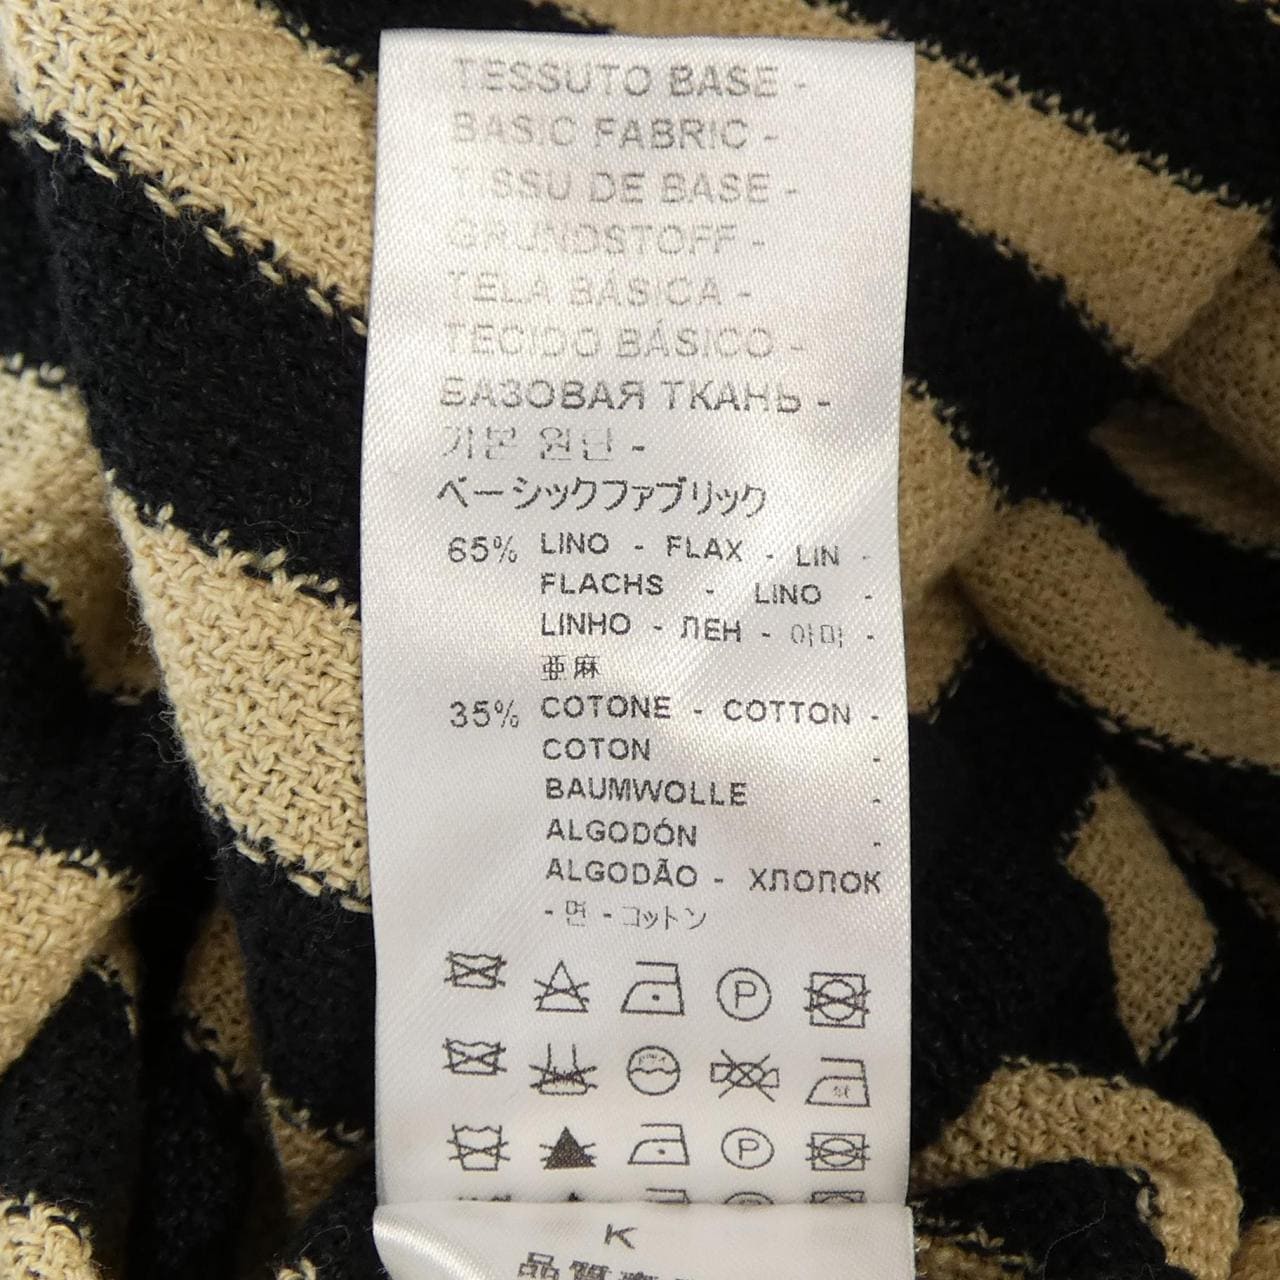 TESSUTO BASE -
BASIC FABRIC -
TISSU DE BASE -
GRUNDSTOFF -
TELA BÁSICA -
TECIDO BÁSICO -
БАЗОВАЯ ТКАНЬ -
기본 원단 -
ベーシックファブリック
65% LINO - FLAX - LIN -
FLACHS - LINO -
LINHO - ЛЕН - 아마 -
亜麻
35% COTONE - COTTON -
COTON -
BAUMWOLLE -
ALGODÓN -
ALGODÃO - ХЛОПОК
- 면 - コットン
P
P
K